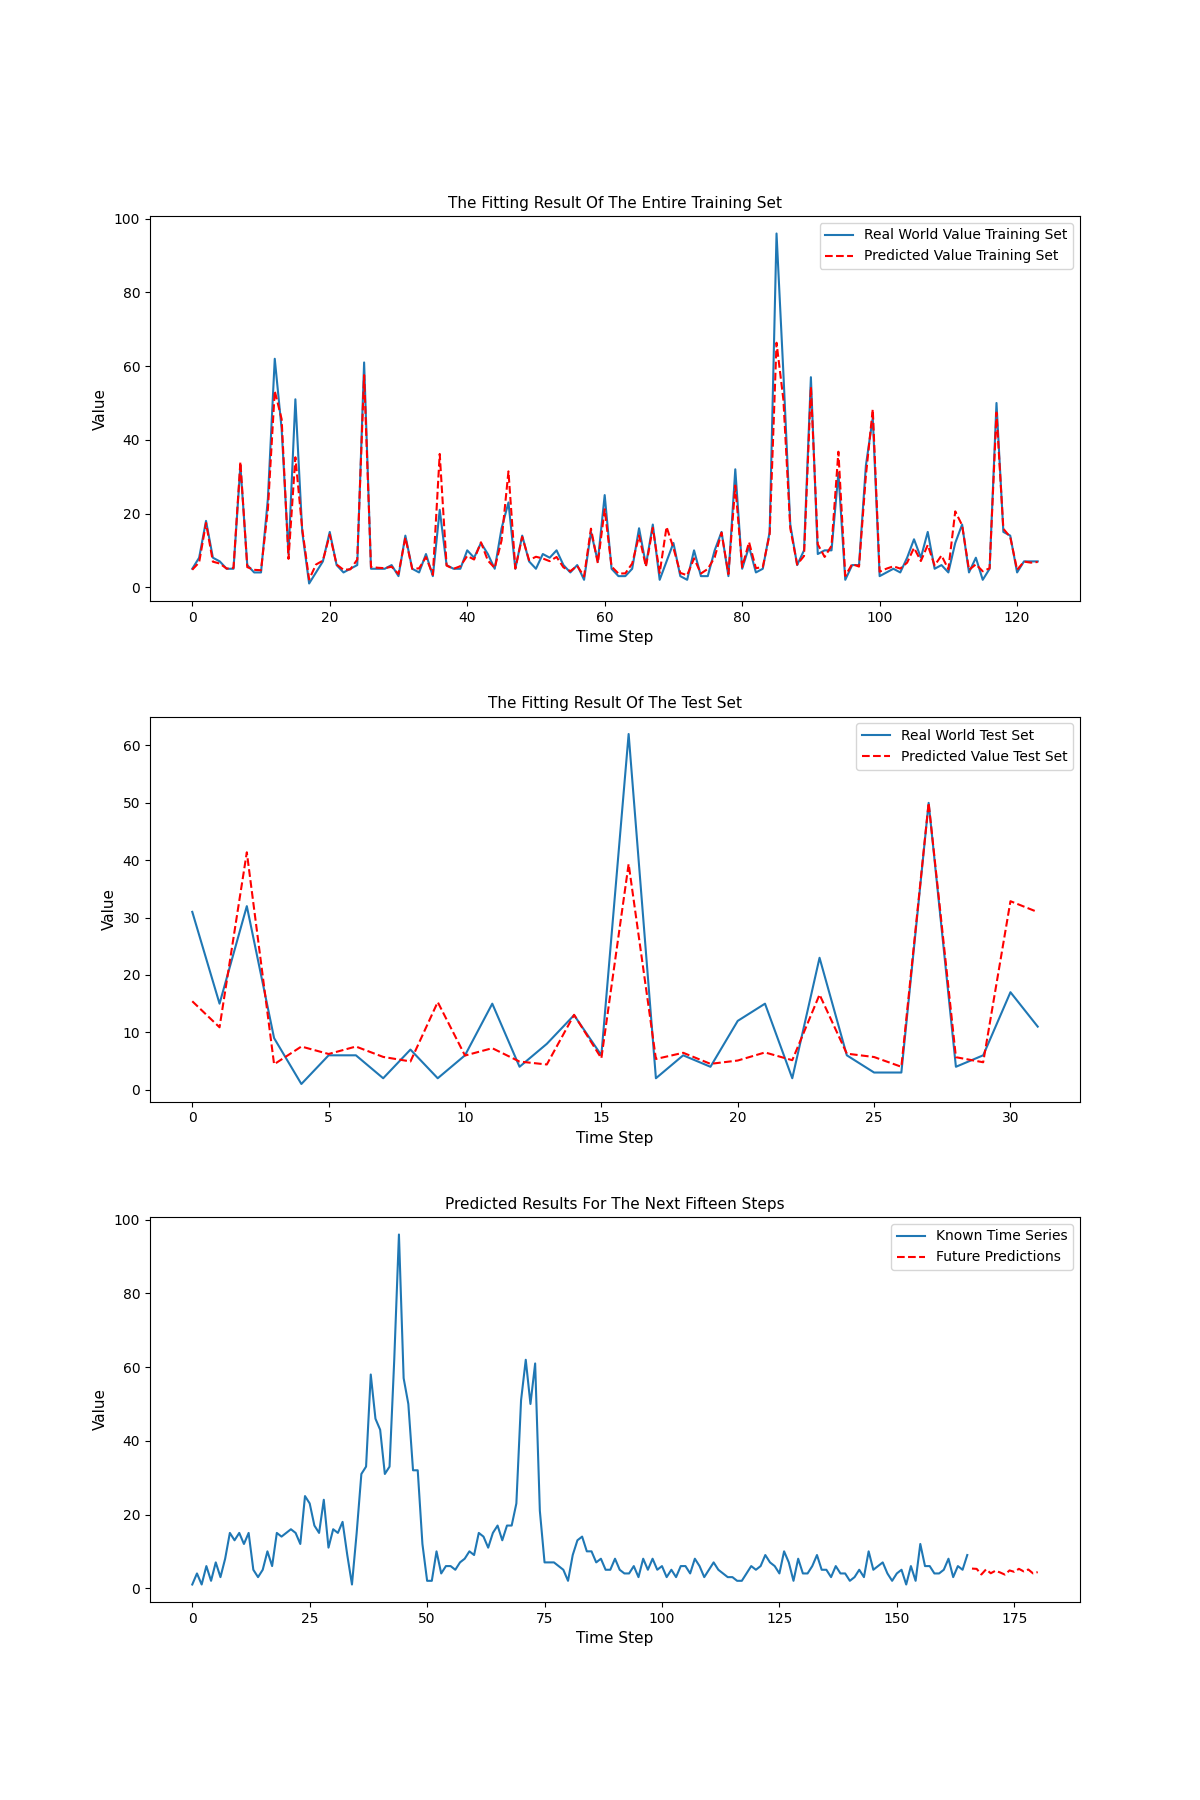 The Fitting Result Of The Entire Training Set
100
80
60
40
20
0
Value
Real World Value Training Set
Predicted Value Training Set
0 20 40 60 80 100 120
Time Step
The Fitting Result Of The Test Set
60
50
40
30
20
10
0
Value
Real World Test Set
Predicted Value Test Set
0 5 10 15 20 25 30
Time Step
Predicted Results For The Next Fifteen Steps
100
80
60
40
20
0
Value
Known Time Series
Future Predictions
0 25 50 75 100 125 150 175
Time Step